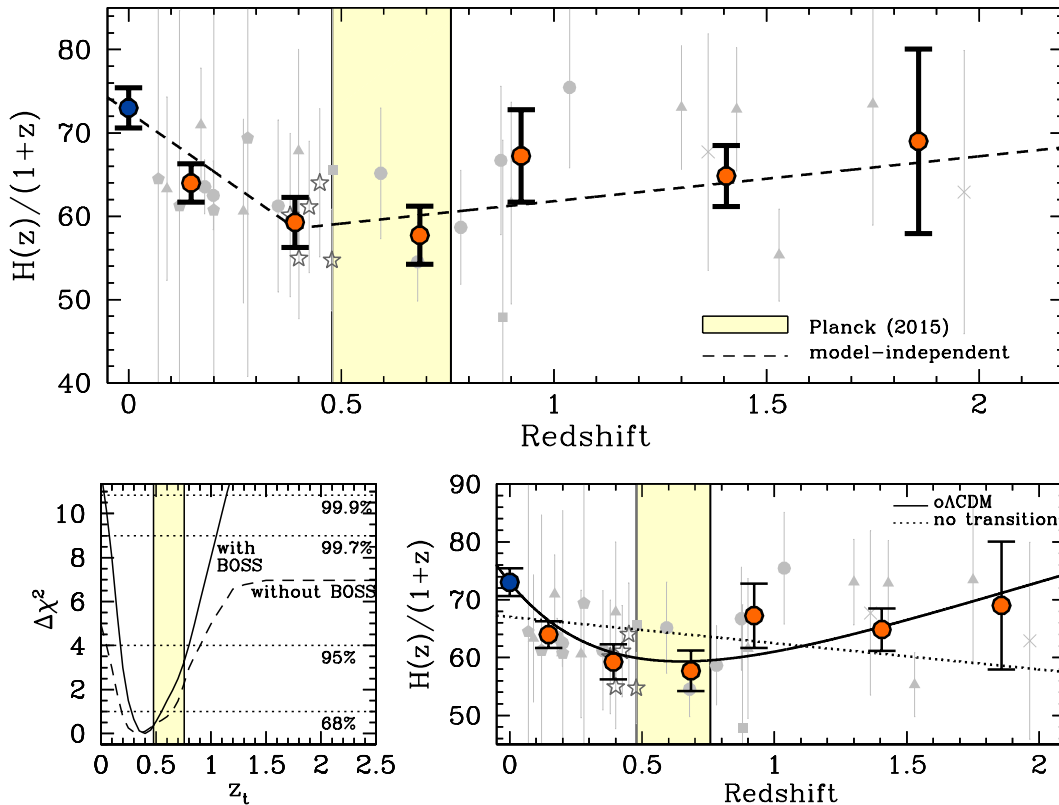 80
70
60
50
40
H(z)/(1+z)
Planck (2015)
model-independent
0
0.5
1
1.5
2
Redshift
10
8
6
4
2
0
Δχ²
99.9%
99.7%
95%
68%
with
BOSS
without BOSS
0 0.5 1 1.5 2 2.5
z_t
90
80
70
60
50
H(z)/(1+z)
oΛCDM
no transition
0
0.5
1
1.5
2
Redshift